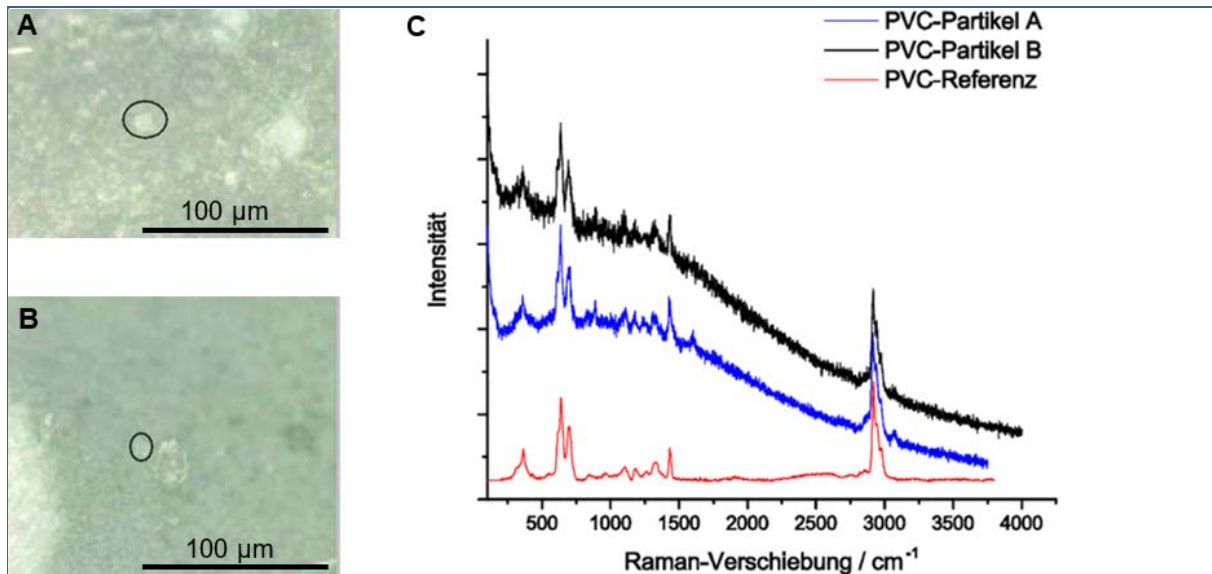 A
100 µm
B
100 µm
C
PVC-Partikel A
PVC-Partikel B
PVC-Referenz
Intensität
500 1000 1500 2000 2500 3000 3500 4000
Raman-Verschiebung / cm⁻¹